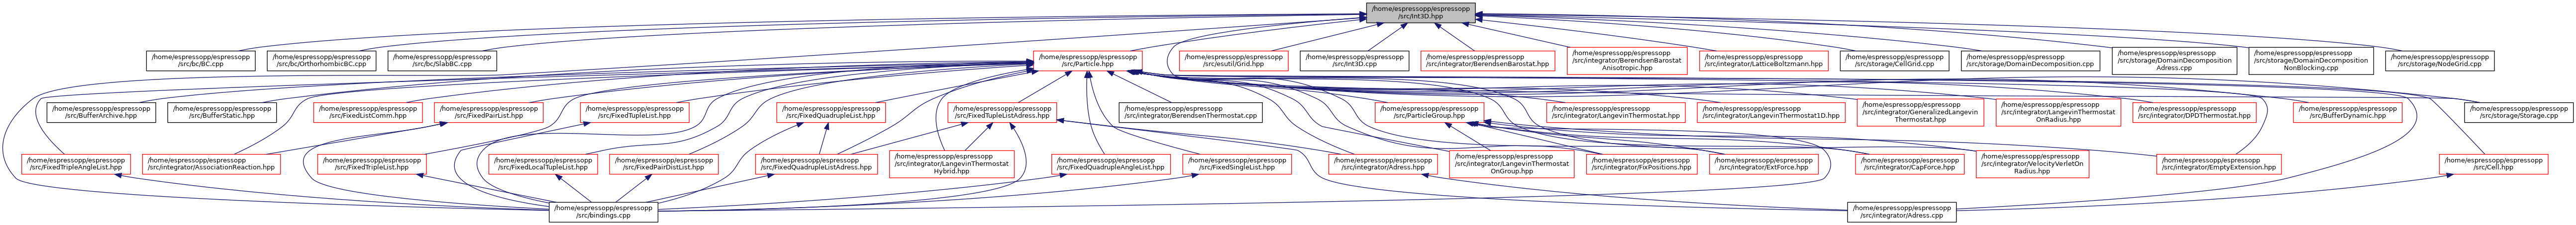 /home/espressopp/espressopp
/src/Int3D.hpp
/home/espressopp/espressopp
/src/bc/BC.cpp
/home/espressopp/espressopp
/src/bc/OrthorhombicBC.cpp
/home/espressopp/espressopp
/src/bc/SlabBC.cpp
/home/espressopp/espressopp
/src/Particle.hpp
/home/espressopp/espressopp
/src/esutil/Grid.hpp
/home/espressopp/espressopp
/src/Int3D.cpp
/home/espressopp/espressopp
/src/integrator/BerendsenBarostat.hpp
/home/espressopp/espressopp
/src/integrator/BerendsenBarostat
Anisotropic.hpp
/home/espressopp/espressopp
/src/integrator/LatticeBoltzmann.hpp
/home/espressopp/espressopp
/src/storage/CellGrid.cpp
/home/espressopp/espressopp
/src/storage/DomainDecomposition.cpp
/home/espressopp/espressopp
/src/storage/DomainDecomposition
Adress.cpp
/home/espressopp/espressopp
/src/storage/DomainDecomposition
NonBlocking.cpp
/home/espressopp/espressopp
/src/storage/NodeGrid.cpp
/home/espressopp/espressopp
/src/BufferArchive.hpp
/home/espressopp/espressopp
/src/BufferStatic.hpp
/home/espressopp/espressopp
/src/FixedListComm.hpp
/home/espressopp/espressopp
/src/FixedPairList.hpp
/home/espressopp/espressopp
/src/FixedTupleList.hpp
/home/espressopp/espressopp
/src/FixedQuadrupleList.hpp
/home/espressopp/espressopp
/src/FixedTupleListAdress.hpp
/home/espressopp/espressopp
/src/integrator/BerendsenThermostat.cpp
/home/espressopp/espressopp
/src/ParticleGroup.hpp
/home/espressopp/espressopp
/src/integrator/LangevinThermostat.hpp
/home/espressopp/espressopp
/src/integrator/LangevinThermostat1D.hpp
/home/espressopp/espressopp
/src/integrator/GeneralizedLangevin
Thermostat.hpp
/home/espressopp/espressopp
/src/integrator/LangevinThermostat
OnRadius.hpp
/home/espressopp/espressopp
/src/integrator/DPDThermostat.hpp
/home/espressopp/espressopp
/src/BufferDynamic.hpp
/home/espressopp/espressopp
/src/storage/Storage.cpp
/home/espressopp/espressopp
/src/FixedTripleAngleList.hpp
/home/espressopp/espressopp
/src/integrator/AssociationReaction.hpp
/home/espressopp/espressopp
/src/FixedTripleList.hpp
/home/espressopp/espressopp
/src/FixedLocalTupleList.hpp
/home/espressopp/espressopp
/src/FixedPairDistList.hpp
/home/espressopp/espressopp
/src/FixedQuadrupleListAdress.hpp
/home/espressopp/espressopp
/src/integrator/LangevinThermostat
Hybrid.hpp
/home/espressopp/espressopp
/src/FixedQuadrupleAngleList.hpp
/home/espressopp/espressopp
/src/FixedSingleList.hpp
/home/espressopp/espressopp
/src/integrator/Adress.hpp
/home/espressopp/espressopp
/src/integrator/LangevinThermostat
OnGroup.hpp
/home/espressopp/espressopp
/src/integrator/FixPositions.hpp
/home/espressopp/espressopp
/src/integrator/ExtForce.hpp
/home/espressopp/espressopp
/src/integrator/CapForce.hpp
/home/espressopp/espressopp
/src/integrator/VelocityVerletOn
Radius.hpp
/home/espressopp/espressopp
/src/integrator/EmptyExtension.hpp
/home/espressopp/espressopp
/src/Cell.hpp
/home/espressopp/espressopp
/src/bindings.cpp
/home/espressopp/espressopp
/src/integrator/Adress.cpp